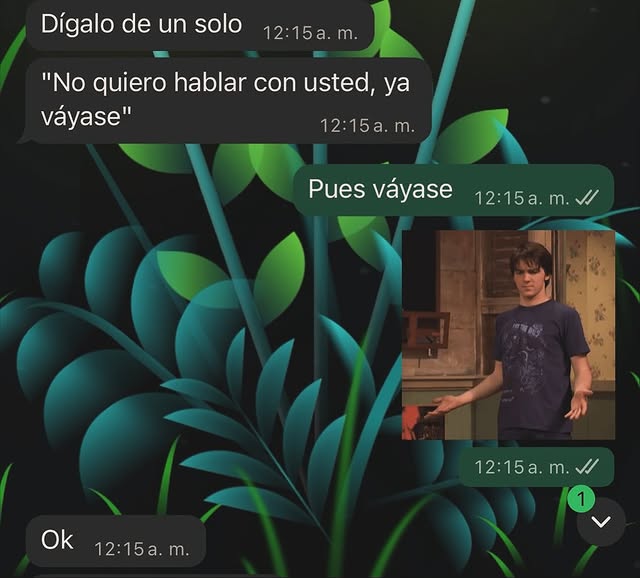 Dígalo de un solo 12:15 a. m.
"No quiero hablar con usted, ya
váyase" 12:15 a. m.
Pues váyase 12:15 a. m.
12:15 a. m.
1
Ok 12:15 a. m.